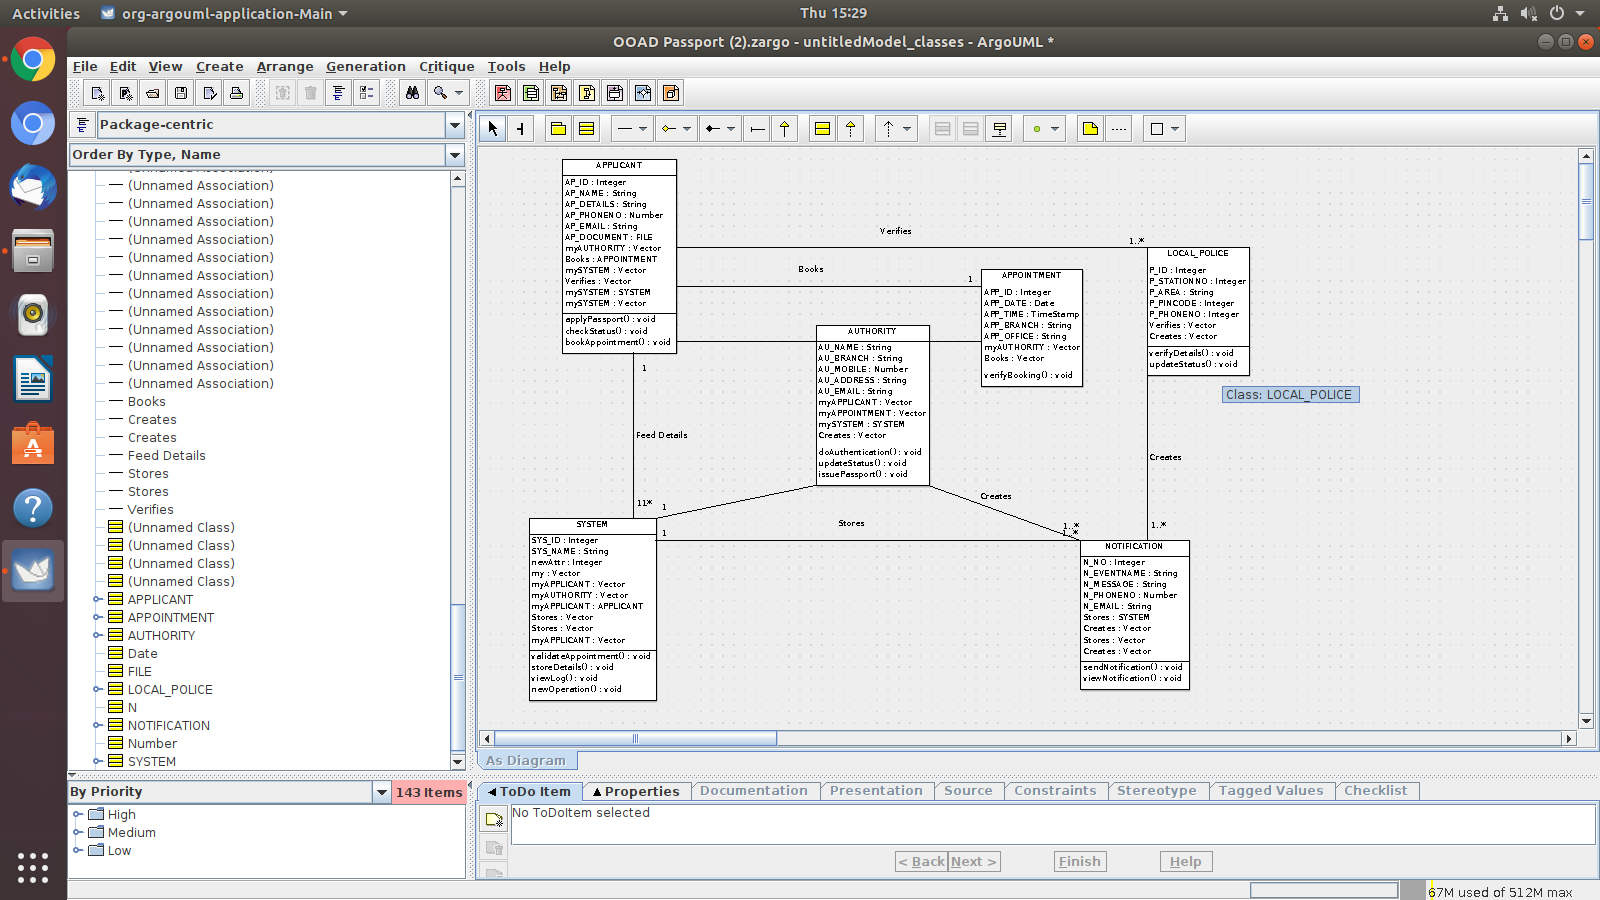 Activities
org-argouml-application-Main
Thu 15:29
OOAD Passport (2).zargo - untitledModel_classes - ArgoUML *
File Edit View Create Arrange Generation Critique Tools Help
Package-centric
Order By Type, Name
(Unnamed Association)
(Unnamed Association)
(Unnamed Association)
(Unnamed Association)
(Unnamed Association)
(Unnamed Association)
(Unnamed Association)
(Unnamed Association)
(Unnamed Association)
(Unnamed Association)
(Unnamed Association)
(Unnamed Association)
(Unnamed Association)
Books
Creates
Creates
Feed Details
Stores
Stores
Verifies
(Unnamed Class)
(Unnamed Class)
(Unnamed Class)
(Unnamed Class)
APPLICANT
APPOINTMENT
AUTHORITY
Date
FILE
LOCAL_POLICE
N
NOTIFICATION
Number
SYSTEM
By Priority
143 Items
High
Medium
Low
APPLICANT
AP_ID : Integer
AP_NAME : String
AP_DETAILS : String
AP_PHONENO : Number
AP_EMAIL : String
AP_DOCUMENT : FILE
myAUTHORITY : Vector
Books : APPOINTMENT
mySYSTEM : Vector
Verifies : Vector
mySYSTEM : SYSTEM
mySYSTEM : Vector
applyPassport() : void
checkStatus() : void
bookAppointment() : void
Verifies
1..*
Books
1
LOCAL_POLICE
P_ID : Integer
P_STATIONNO : Integer
P_AREA : String
P_PINCODE : Integer
P_PHONENO : Integer
Verifies : Vector
Creates : Vector
verifyDetails() : void
updateStatus() : void
Class: LOCAL_POLICE
APPOINTMENT
APP_ID : Integer
APP_DATE : Date
APP_TIME : TimeStamp
APP_BRANCH : String
APP_OFFICE : String
myAUTHORITY : Vector
Books : Vector
verifyBooking() : void
AUTHORITY
AU_NAME : String
AU_BRANCH : String
AU_MOBILE : Number
AU_ADDRESS : String
AU_EMAIL : String
myAPPLICANT : Vector
myAPPOINTMENT : Vector
mySYSTEM : SYSTEM
Creates : Vector
doAuthentication() : void
updateStatus() : void
issuePassport() : void
1
Feed Details
11*
1
1
Stores
Creates
1..*
1..*
Creates
1..*
SYSTEM
SYS_ID : Integer
SYS_NAME : String
newAttr : Integer
my : Vector
myAPPLICANT : Vector
myAUTHORITY : Vector
myAPPLICANT : APPLICANT
Stores : Vector
Stores : Vector
myAPPLICANT : Vector
validateAppointment() : void
storeDetails() : void
viewLog() : void
newOperation() : void
NOTIFICATION
N_NO : Integer
N_EVENTNAME : String
N_MESSAGE : String
N_PHONENO : Number
N_EMAIL : String
Stores : SYSTEM
Creates : Vector
Stores : Vector
Creates : Vector
sendNotification() : void
viewNotification() : void
As Diagram
ToDo Item Properties Documentation Presentation Source Constraints Stereotype Tagged Values Checklist
No ToDoItem selected
< Back Next > Finish Help
67M used of 512M max